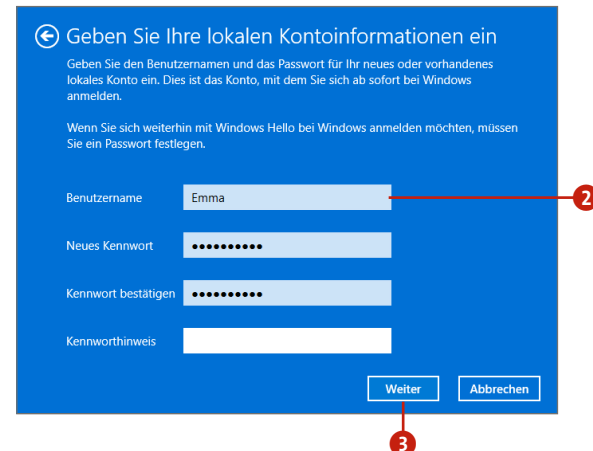 Geben Sie Ihre lokalen Kontoinformationen ein
Geben Sie den Benutzernamen und das Passwort für Ihr neues oder vorhandenes
lokales Konto ein. Dies ist das Konto, mit dem Sie sich ab sofort bei Windows
anmelden.
Wenn Sie sich weiterhin mit Windows Hello bei Windows anmelden möchten, müssen
Sie ein Passwort festlegen.
Benutzername Emma 2
Neues Kennwort ●●●●●●●●●●
Kennwort bestätigen ●●●●●●●●●●
Kennworthinweis
Weiter Abbrechen
3